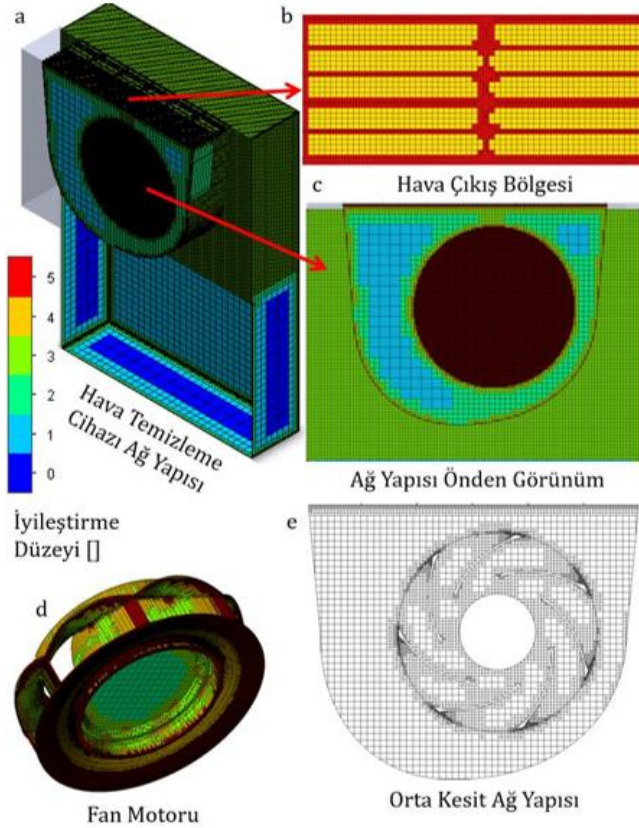 a
b
Hava Çıkış Bölgesi
c
5
4
3
2
1
0
Hava Temizleme
Cihazı Ağ Yapısı
Ağ Yapısı Önden Görünüm
İyileştirme
Düzeyi []
d
Fan Motoru
e
Orta Kesit Ağ Yapısı